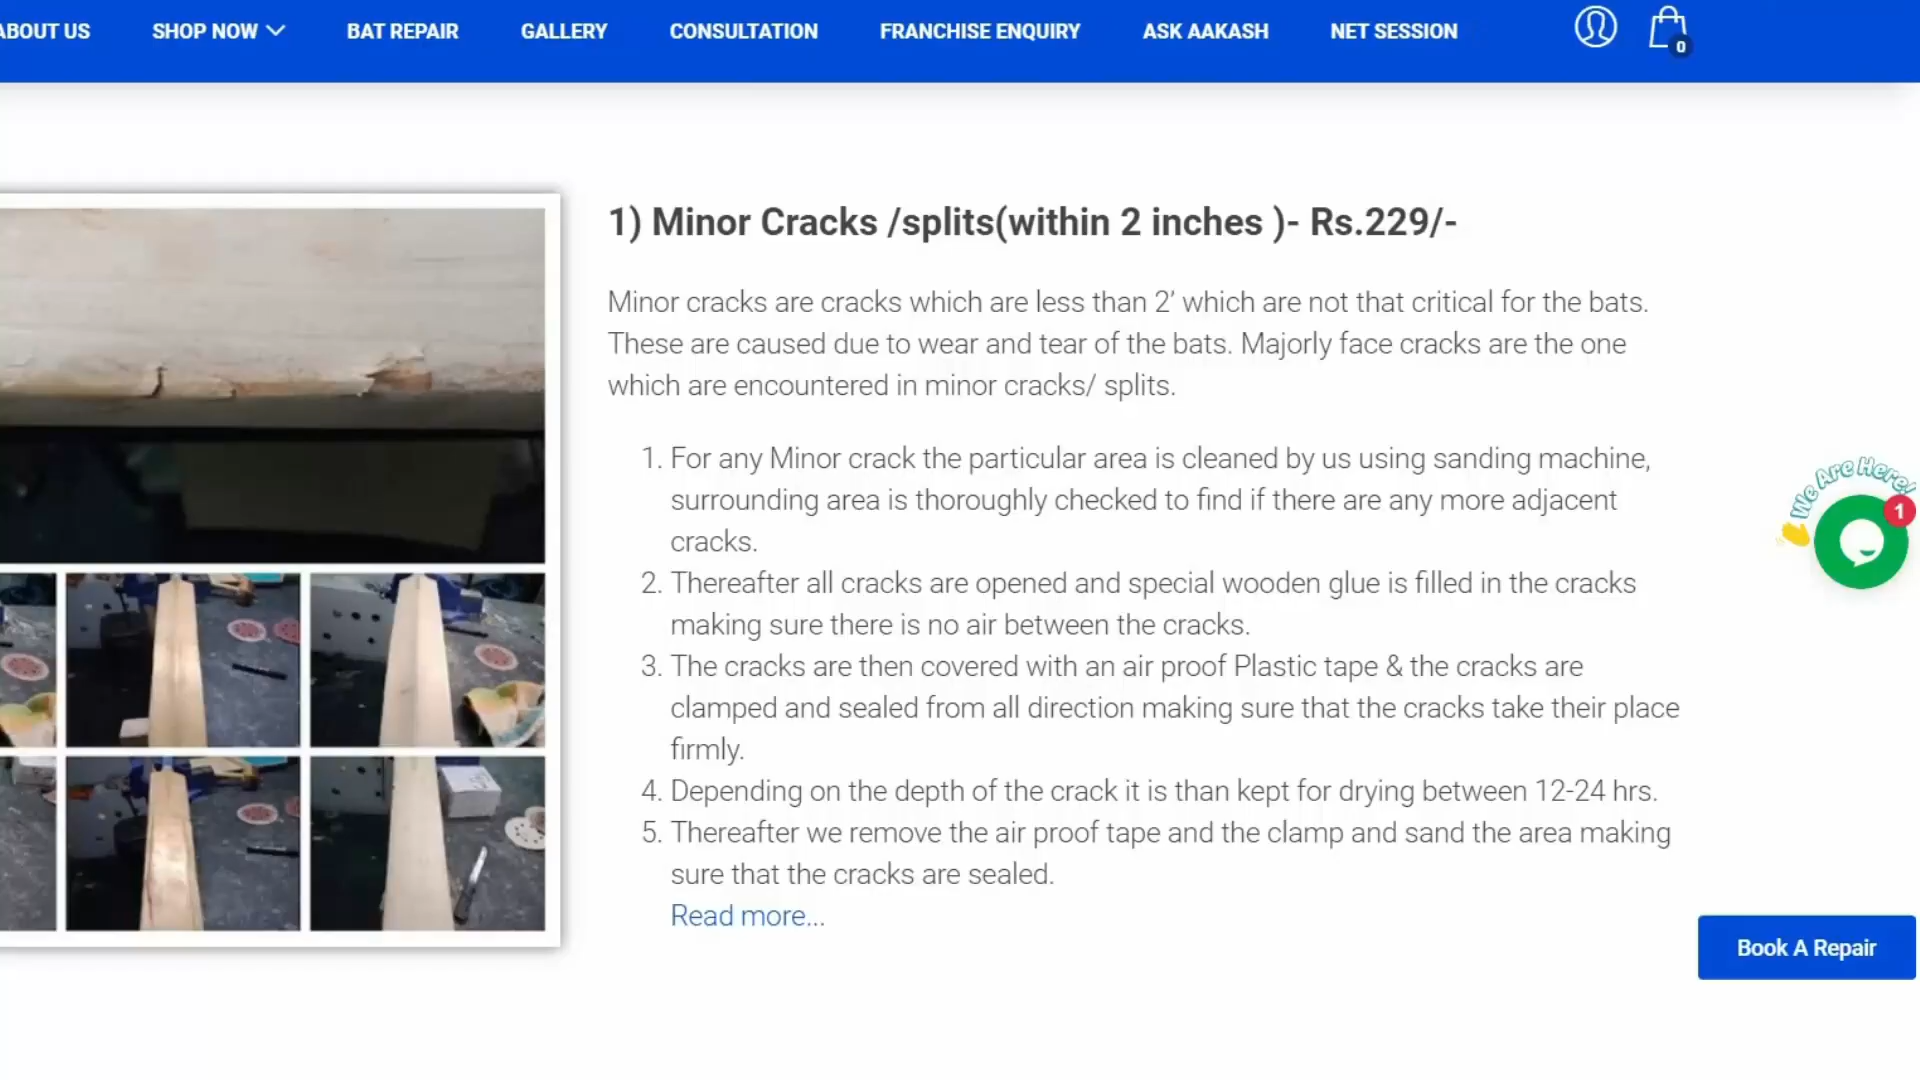 ABOUT US SHOP NOW BAT REPAIR GALLERY CONSULTATION FRANCHISE ENQUIRY ASK AAKASH NET SESSION 0
1) Minor Cracks /splits(within 2 inches )- Rs.229/-
Minor cracks are cracks which are less than 2’ which are not that critical for the bats.
These are caused due to wear and tear of the bats. Majorly face cracks are the one
which are encountered in minor cracks/ splits.
1. For any Minor crack the particular area is cleaned by us using sanding machine,
surrounding area is thoroughly checked to find if there are any more adjacent
cracks.
2. Thereafter all cracks are opened and special wooden glue is filled in the cracks
making sure there is no air between the cracks.
3. The cracks are then covered with an air proof Plastic tape & the cracks are
clamped and sealed from all direction making sure that the cracks take their place
firmly.
4. Depending on the depth of the crack it is than kept for drying between 12-24 hrs.
5. Thereafter we remove the air proof tape and the clamp and sand the area making
sure that the cracks are sealed.
Read more...
We Are Here!
1
Book A Repair